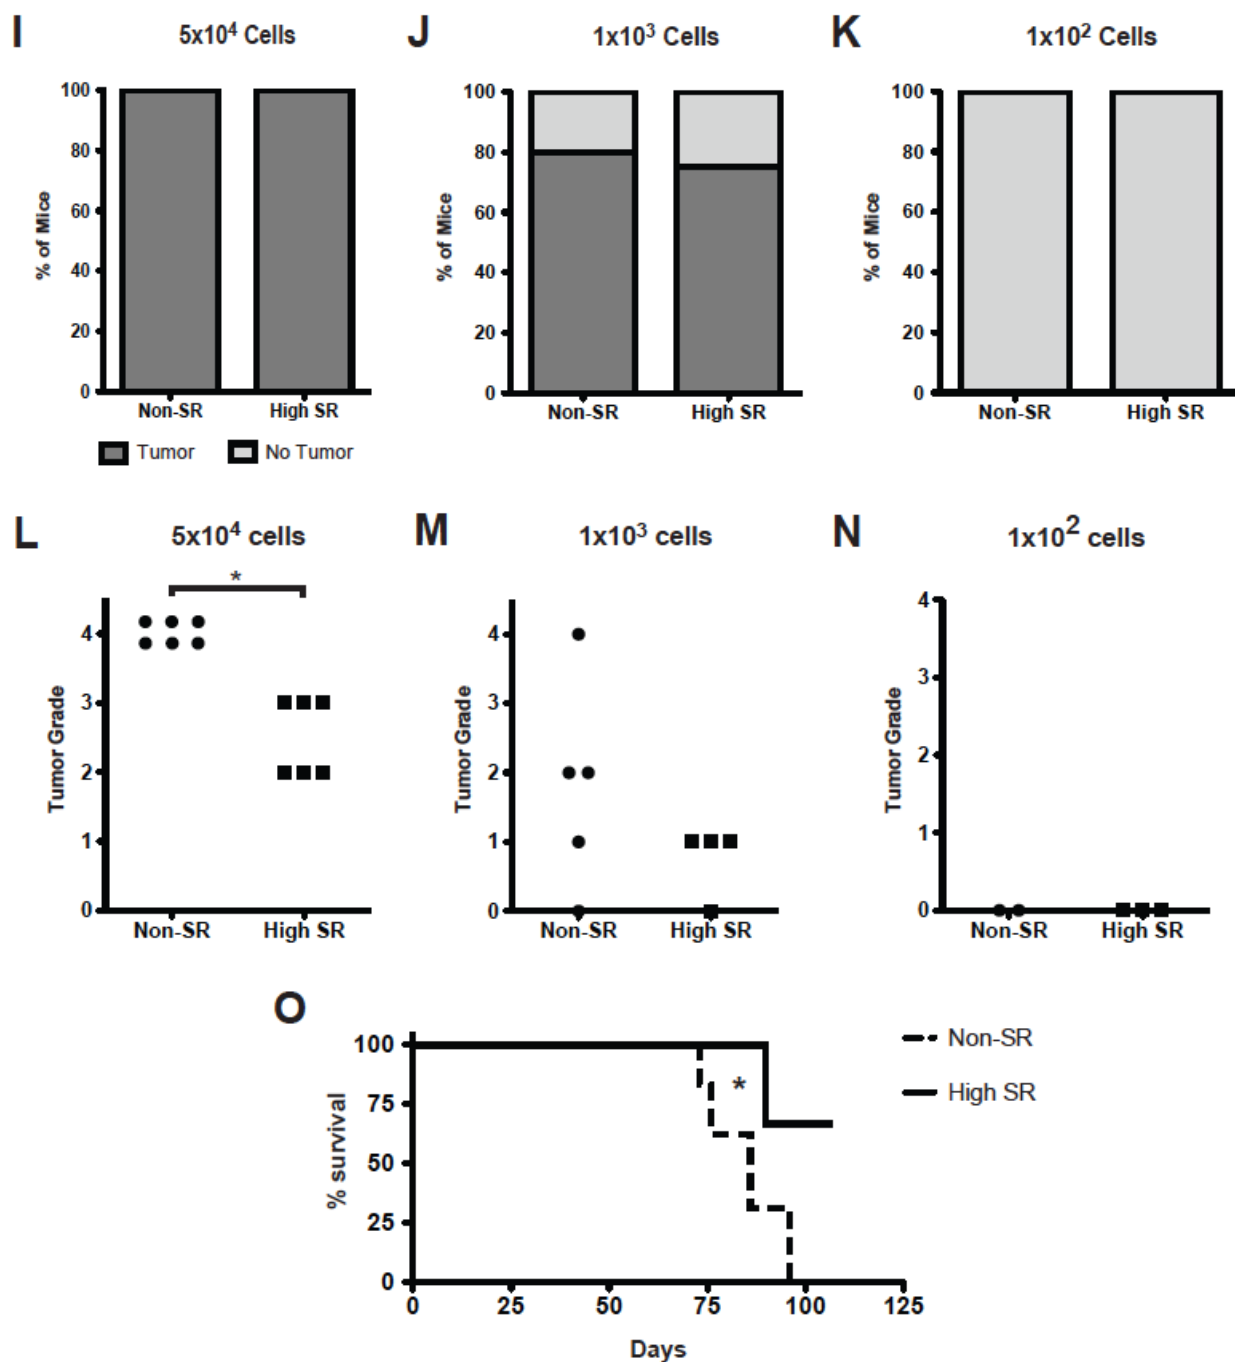 I
5x10⁴ Cells
J
1x10³ Cells
K
1x10² Cells
% of Mice
100
80
60
40
20
0
Non-SR
High SR
% of Mice
100
80
60
40
20
0
Non-SR
High SR
% of Mice
100
80
60
40
20
0
Non-SR
High SR
Tumor
No Tumor
L
5x10⁴ cells
M
1x10³ cells
N
1x10² cells
*
Tumor Grade
4
3
2
1
0
Non-SR
High SR
Tumor Grade
4
3
2
1
0
Non-SR
High SR
Tumor Grade
4
3
2
1
0
Non-SR
High SR
O
% survival
100
75
50
25
0
*
0
25
50
75
100
125
Days
Non-SR
High SR